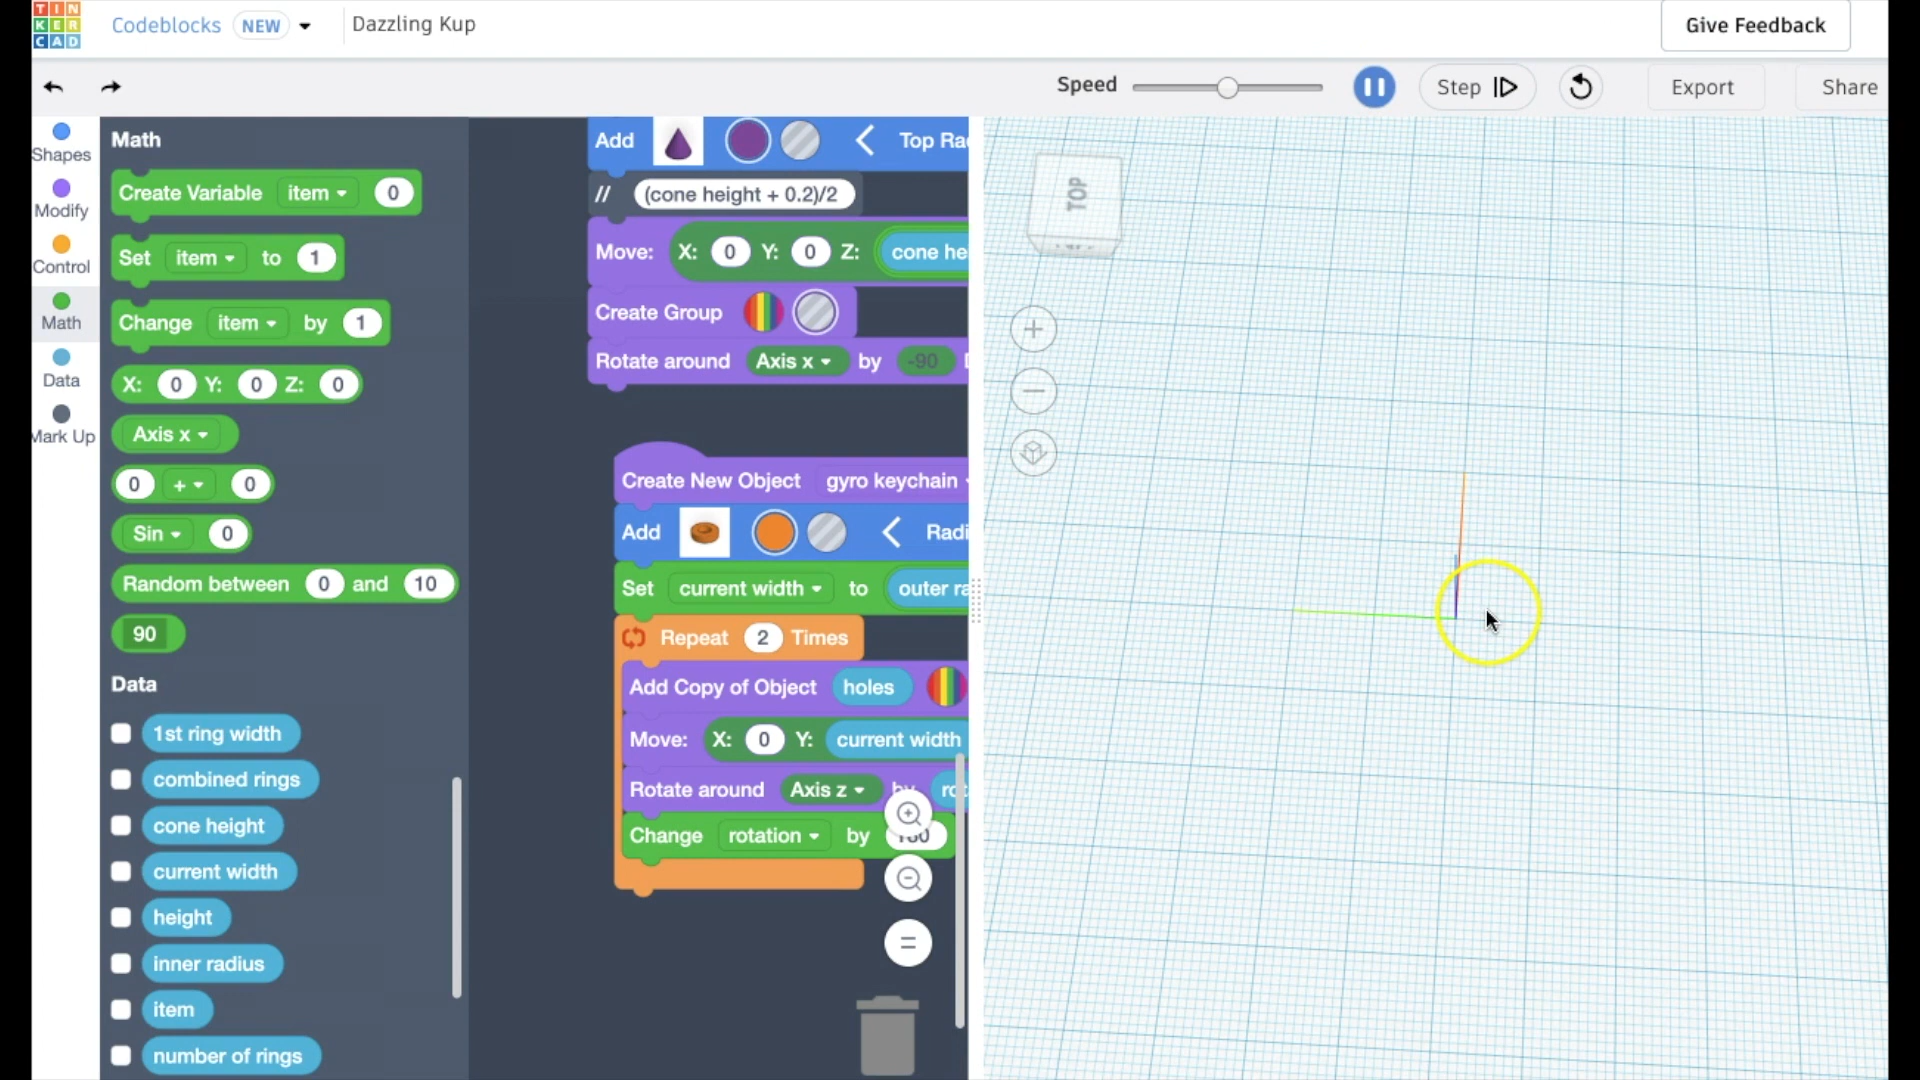 TIN
KER
CAD
Codeblocks NEW
Dazzling Kup
Give Feedback
Speed
Step
Export
Share
Shapes
Modify
Control
Math
Data
Mark Up
Math
Create Variable item 0
Set item to 1
Change item by 1
X: 0 Y: 0 Z: 0
Axis x
0 + 0
Sin 0
Random between 0 and 10
90
Data
1st ring width
combined rings
cone height
current width
height
inner radius
item
number of rings
Add Top Ra
// (cone height + 0.2)/2
Move: X: 0 Y: 0 Z: cone he
Create Group
Rotate around Axis x by -90
Create New Object gyro keychain
Add Radi
Set current width to outer ra
Repeat 2 Times
Add Copy of Object holes
Move: X: 0 Y: current width
Rotate around Axis z by rot
Change rotation by
TOP